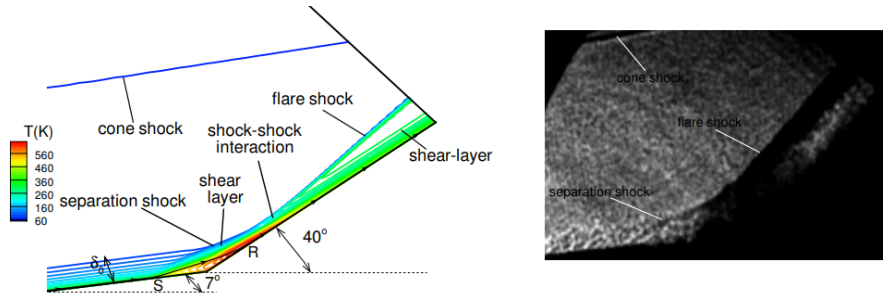 T(K)
560
460
360
260
160
60
cone shock
flare shock
shock-shock
interaction
shear-layer
shear
layer
separation shock
δ₀
S
R
7°
40°
cone shock
flare shock
separation shock